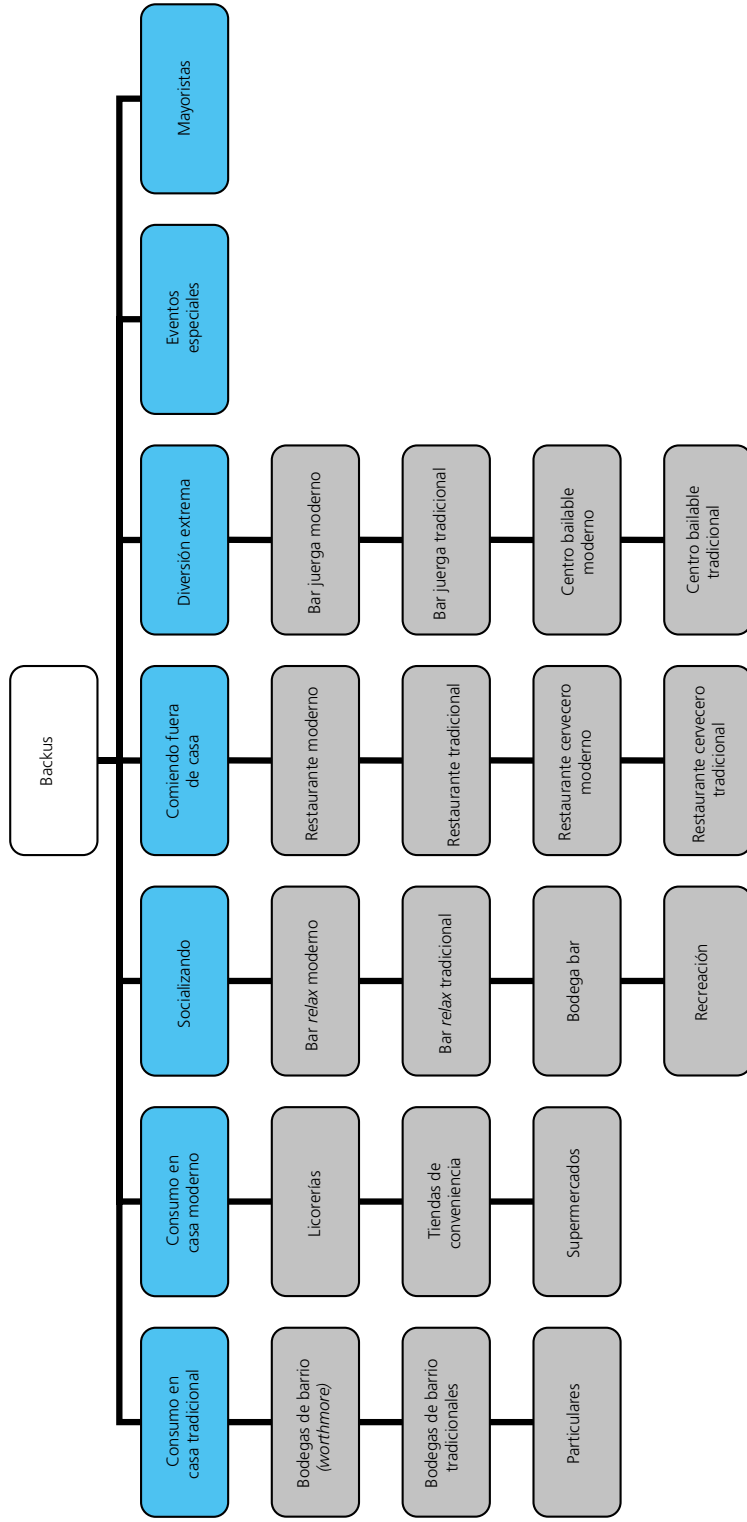 Backus
Consumo en
casa tradicional
Consumo en
casa moderno
Socializando
Comiendo fuera
de casa
Diversión extrema
Eventos
especiales
Mayoristas
Bodegas de barrio
(worthmore)
Bodegas de barrio
tradicionales
Particulares
Licorerías
Tiendas de
conveniencia
Supermercados
Bar relax moderno
Bar relax tradicional
Bodega bar
Recreación
Restaurante moderno
Restaurante tradicional
Restaurante cervecero
moderno
Restaurante cervecero
tradicional
Bar juerga moderno
Bar juerga tradicional
Centro bailable
moderno
Centro bailable
tradicional